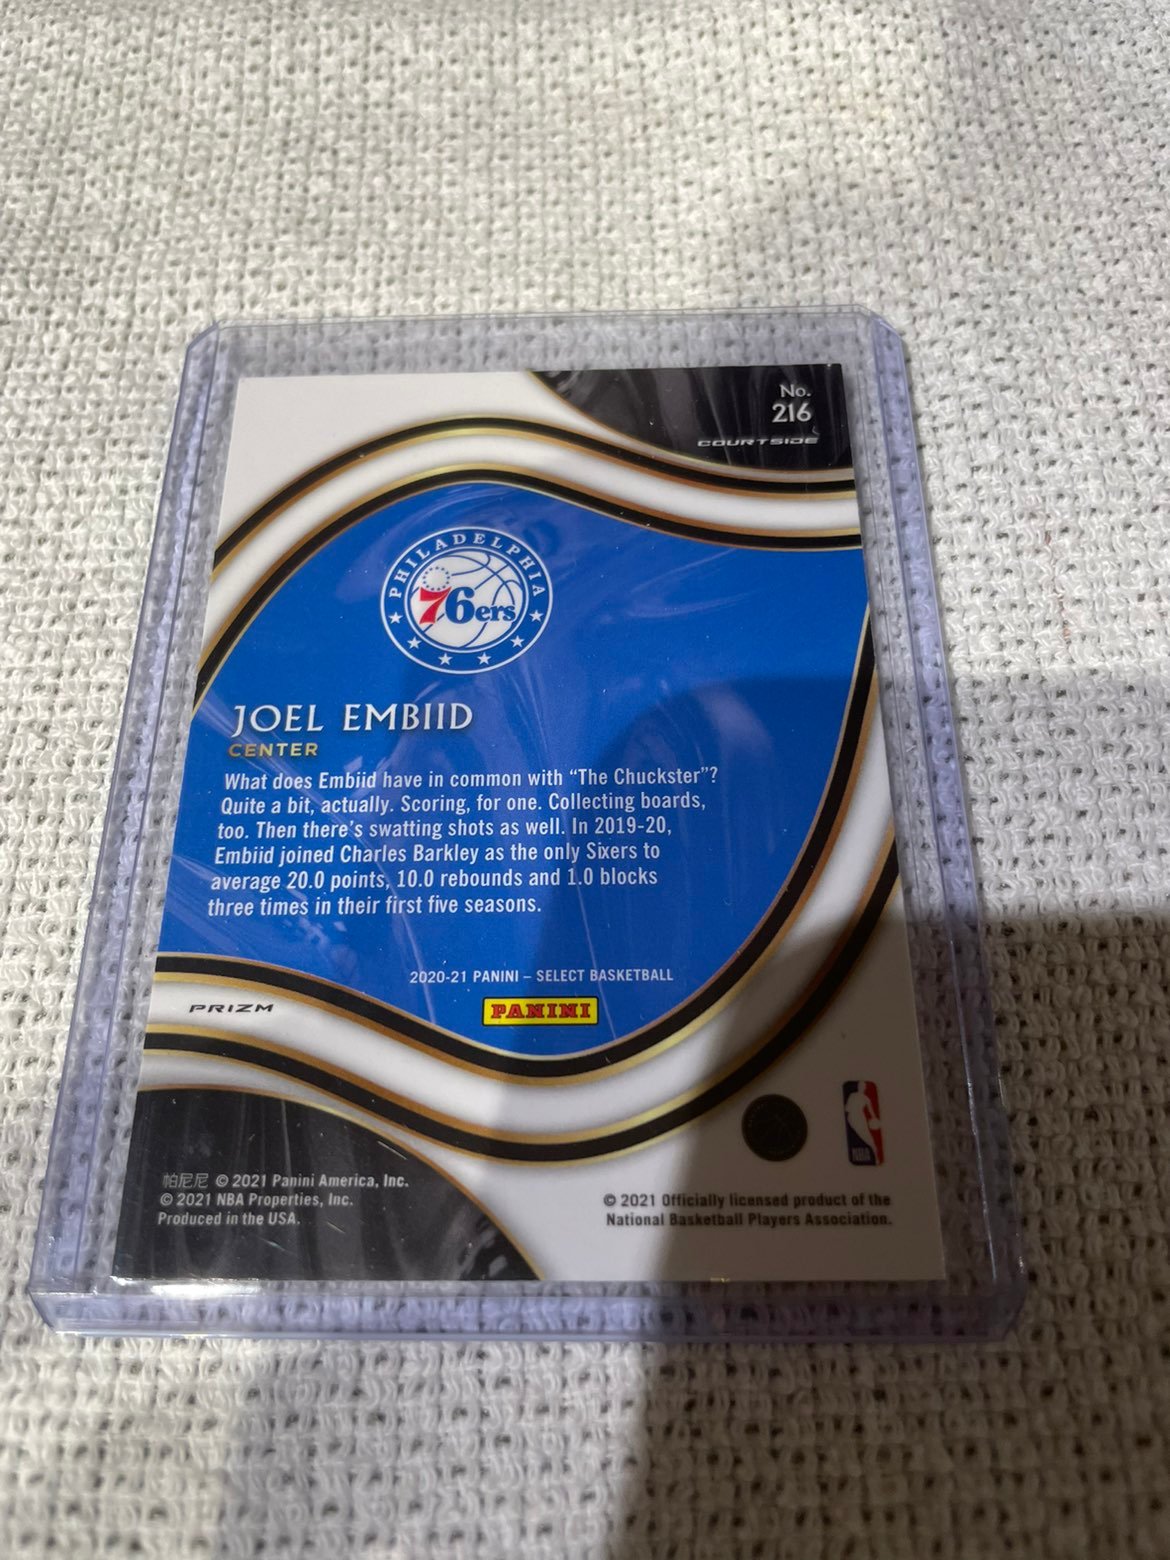 No.
216
COURTSIDE
PHILADELPHIA
76ers
JOEL EMBIID
CENTER
What does Embiid have in common with “The Chuckster”?
Quite a bit, actually. Scoring, for one. Collecting boards,
too. Then there’s swatting shots as well. In 2019-20,
Embiid joined Charles Barkley as the only Sixers to
average 20.0 points, 10.0 rebounds and 1.0 blocks
three times in their first five seasons.
2020-21 PANINI – SELECT BASKETBALL
PANINI
PRIZM
NBA
帕尼尼 © 2021 Panini America, Inc.
© 2021 NBA Properties, Inc.
Produced in the USA.
© 2021 Officially licensed product of the
National Basketball Players Association.